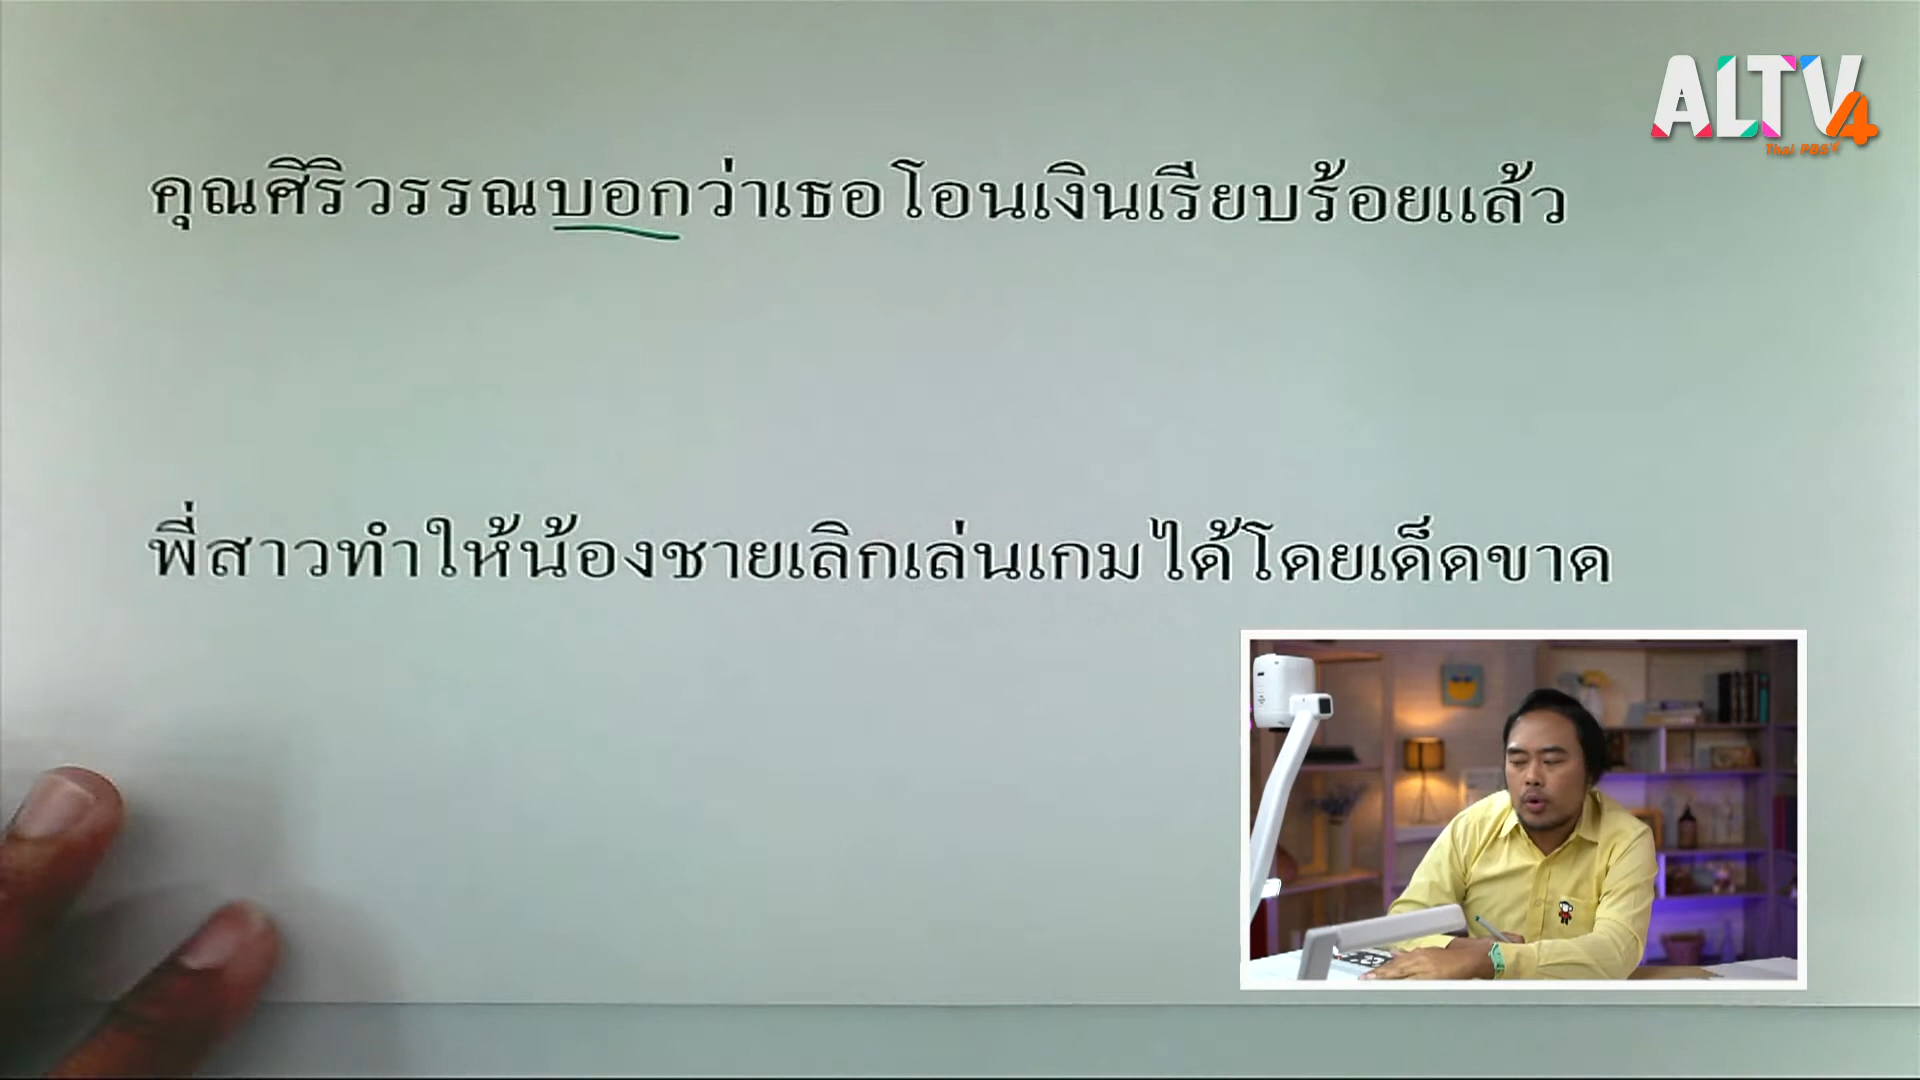 ALTV4
Thai PBS
คุณศิริวรรณบอกว่าเธอโอนเงินเรียบร้อยแล้ว
พี่สาวทำให้น้องชายเลิกเล่นเกมได้โดยเด็ดขาด